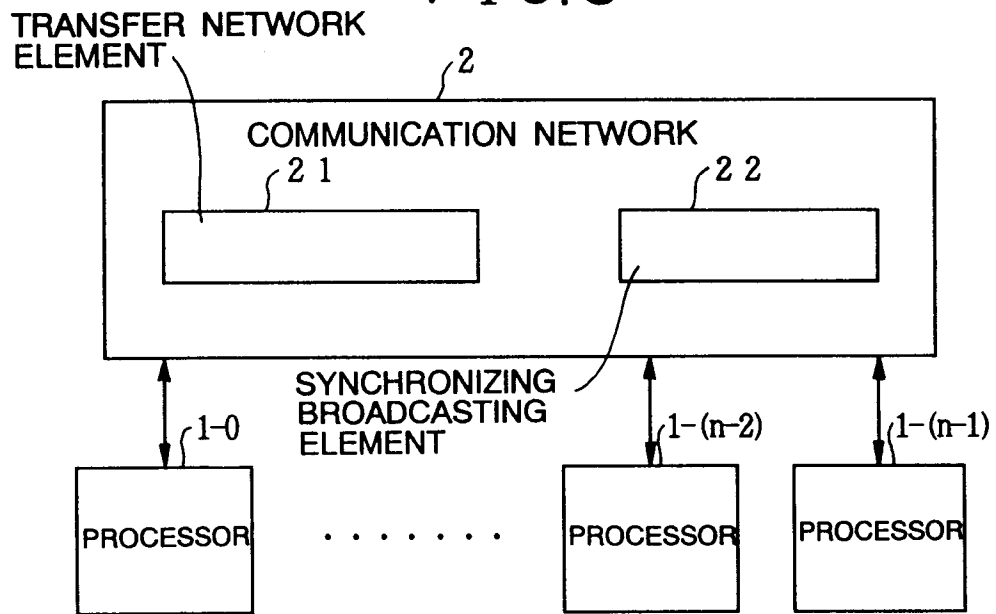 TRANSFER NETWORK
ELEMENT
2
COMMUNICATION NETWORK
21
22
SYNCHRONIZING
BROADCASTING
ELEMENT
1-0
1-(n-2)
1-(n-1)
PROCESSOR
.......
PROCESSOR
PROCESSOR